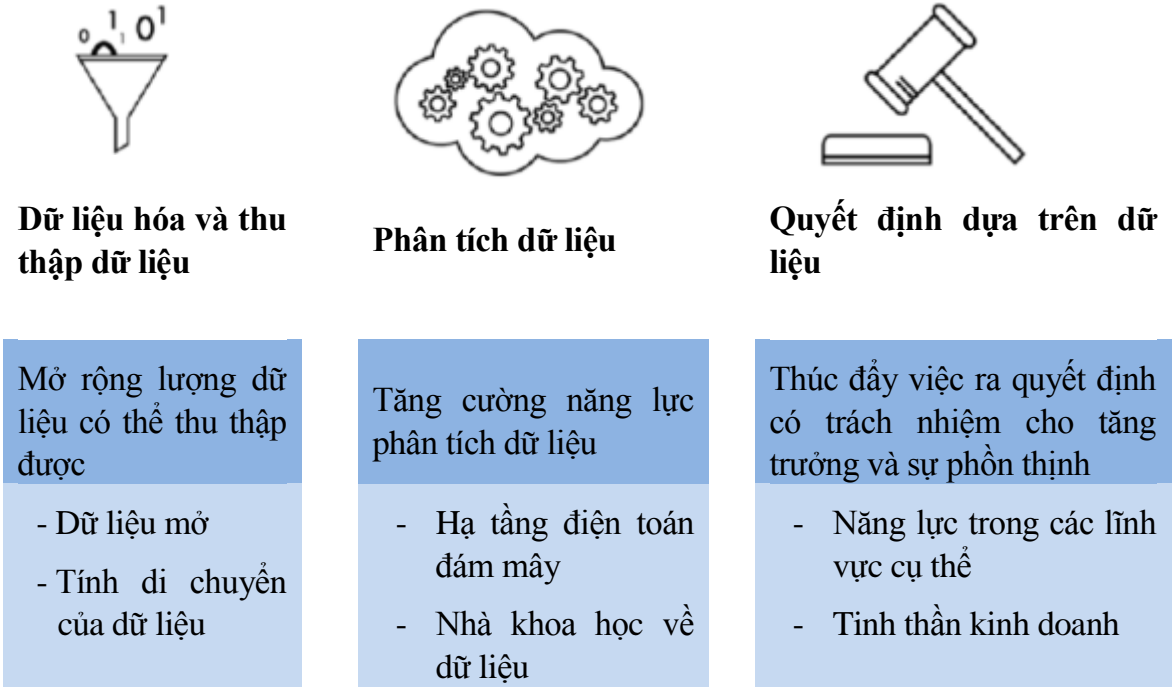 0 1 1 0 1
Dữ liệu hóa và thu
thập dữ liệu
Mở rộng lượng dữ
liệu có thể thu thập
được
- Dữ liệu mở
- Tính di chuyển
của dữ liệu
Phân tích dữ liệu
Tăng cường năng lực
phân tích dữ liệu
- Hạ tầng điện toán
đám mây
- Nhà khoa học về
dữ liệu
Quyết định dựa trên dữ
liệu
Thúc đẩy việc ra quyết định
có trách nhiệm cho tăng
trưởng và sự phồn thịnh
- Năng lực trong các lĩnh
vực cụ thể
- Tinh thần kinh doanh